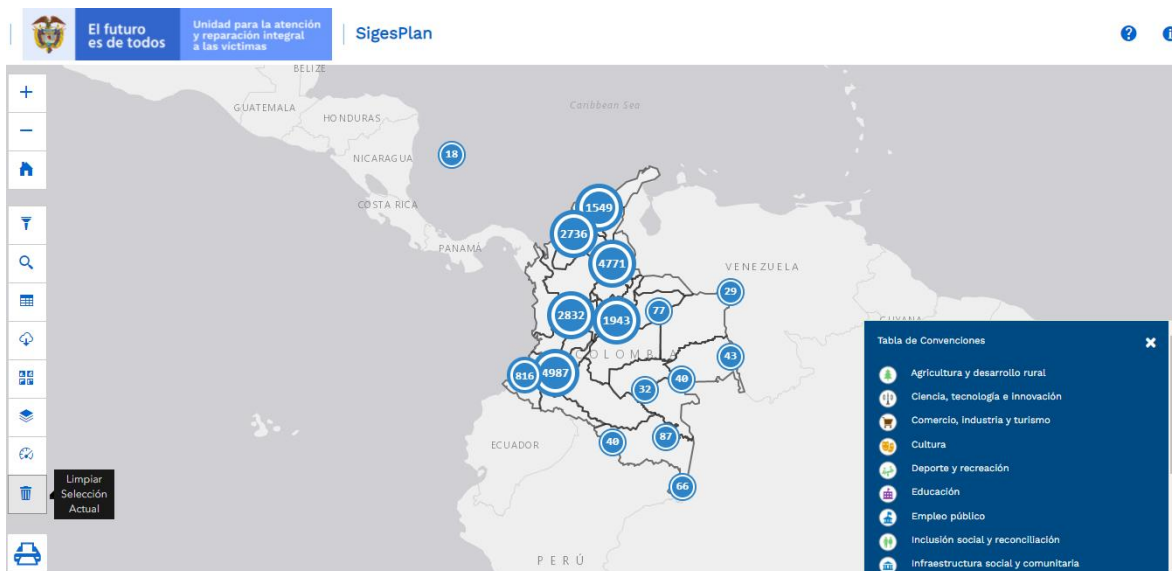 El futuro
es de todos
Unidad para la atención
y reparación integral
a las víctimas
SigesPlan
?
BELIZE
GUATEMALA
HONDURAS
Caribbean Sea
NICARAGUA
18
COSTA RICA
1549
2736
PANAMÁ
4771
VENEZUELA
29
2832
1943
77
GUYANA
COLOMBIA
43
816
4987
40
32
ECUADOR
40
87
66
PERÚ
Limpiar
Selección
Actual
Tabla de Convenciones
Agricultura y desarrollo rural
Ciencia, tecnología e innovación
Comercio, industria y turismo
Cultura
Deporte y recreación
Educación
Empleo público
Inclusión social y reconciliación
Infraestructura social y comunitaria